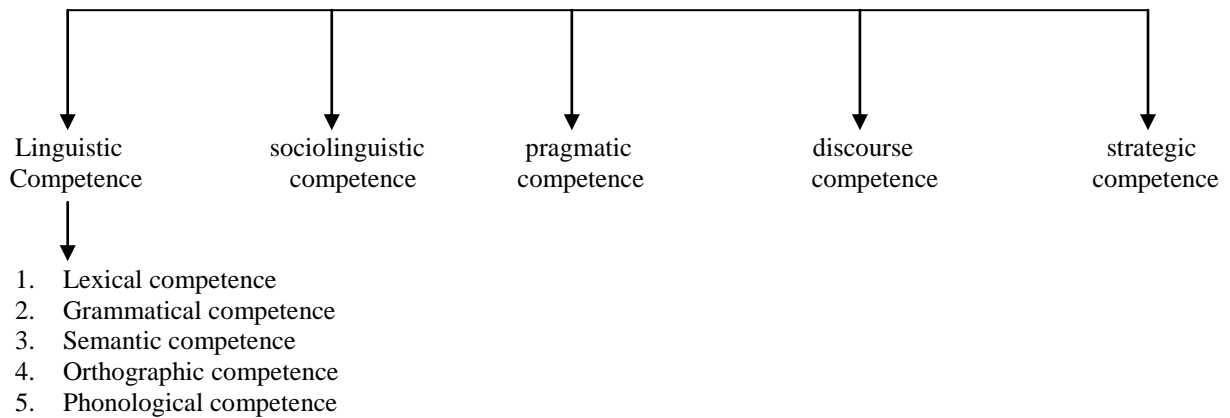 Linguistic sociolinguistic pragmatic discourse strategic
Competence competence competence competence competence
1. Lexical competence
2. Grammatical competence
3. Semantic competence
4. Orthographic competence
5. Phonological competence